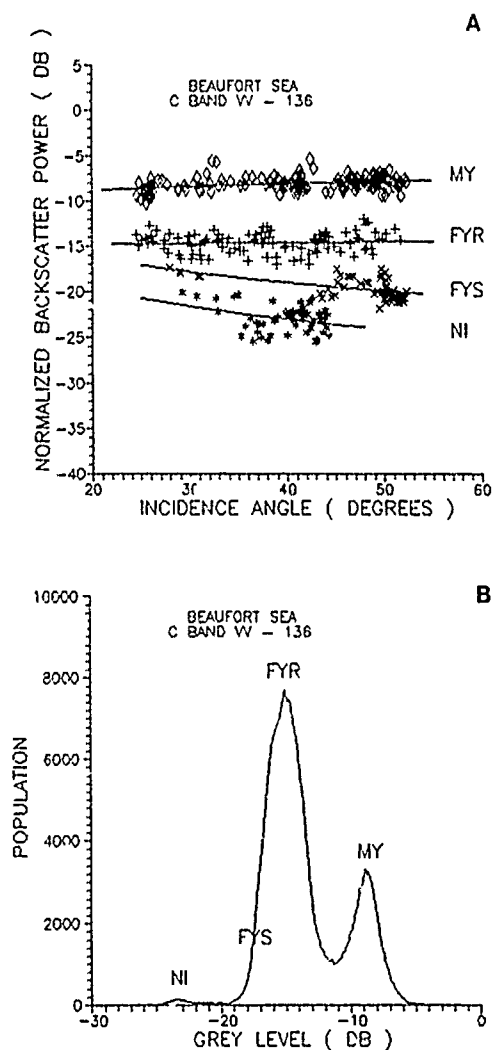 A
NORMALIZED BACKSCATTER POWER ( DB )
BEAUFORT SEA
C BAND VV - 136
5
0
-5
-10
-15
-20
-25
-30
-35
-40
MY
FYR
FYS
NI
20
30
40
50
60
INCIDENCE ANGLE ( DEGREES )
B
POPULATION
BEAUFORT SEA
C BAND VV - 136
10000
8000
6000
4000
2000
0
FYR
MY
FYS
NI
-30
-20
-10
0
GREY LEVEL ( DB )